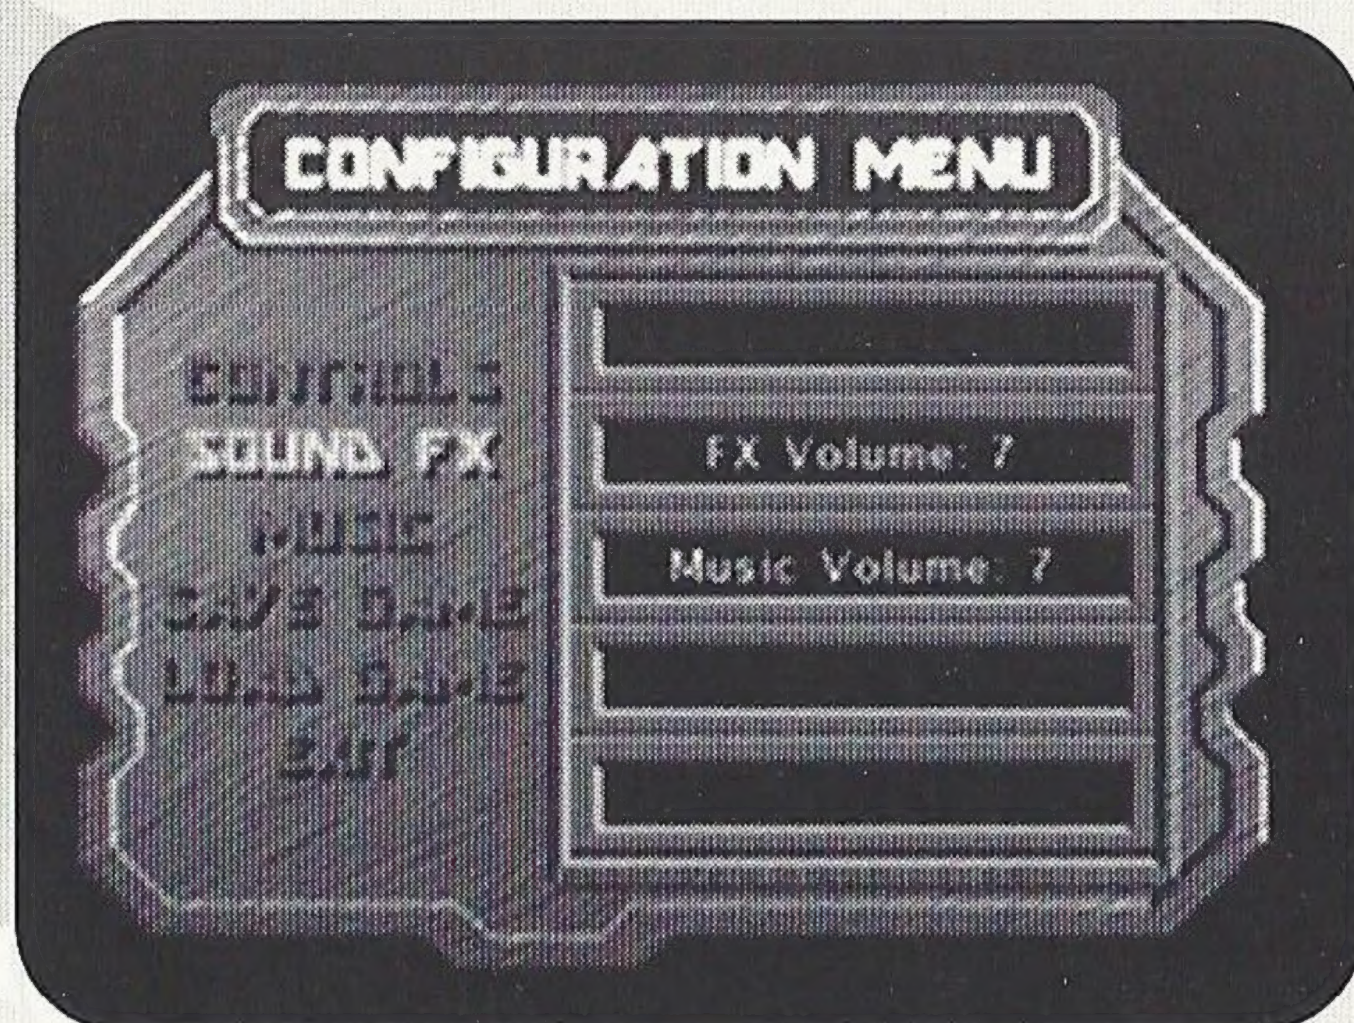 CONFIGURATION MENU
CONTROLS
SOUND FX
MUSIC
SAVE GAME
LOAD GAME
EXIT
FX Volume: 7
Music Volume: 7